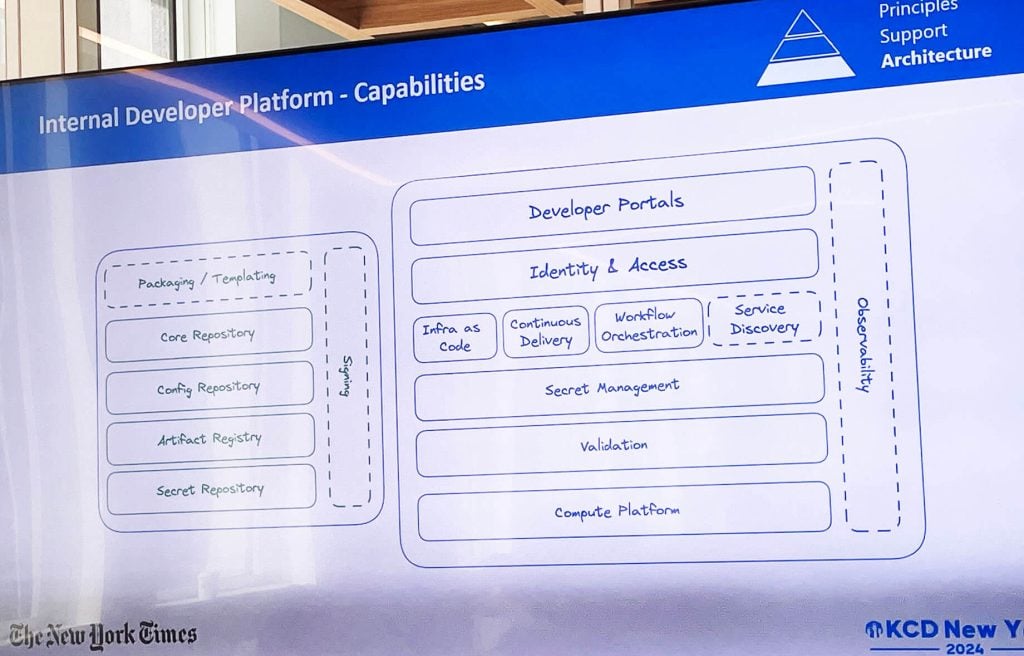 Internal Developer Platform - Capabilities
Principles
Support
Architecture
Packaging / Templating
Core Repository
Config Repository
Artifact Registry
Secret Repository
Signing
Developer Portals
Identity & Access
Infra as
Code
Continuous
Delivery
Workflow
Orchestration
Service
Discovery
Secret Management
Validation
Compute Platform
Observability
The New York Times
KCD New Y
2024